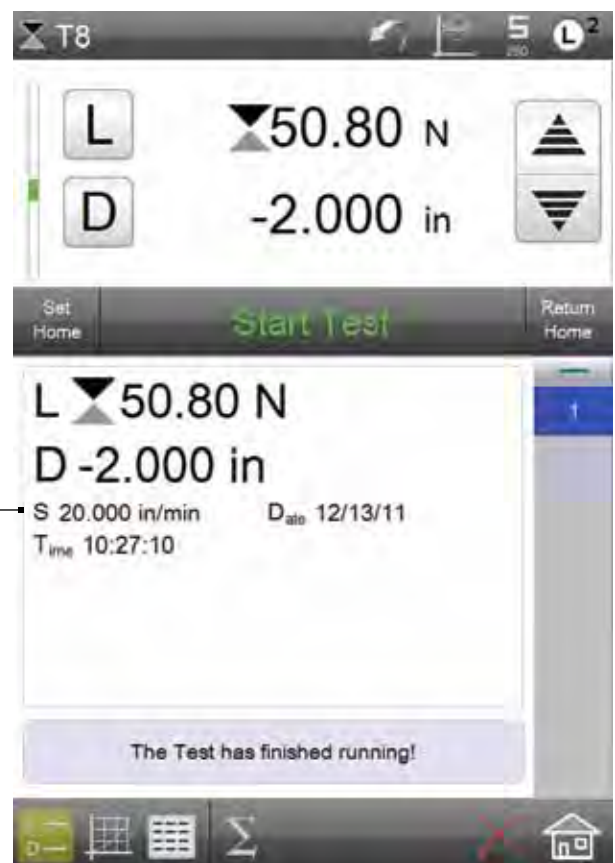 T8
5
250
L 2
L 50.80 N
D -2.000 in
Set Home
Start Test
Return Home
L 50.80 N
D -2.000 in
1
S 20.000 in/min Date 12/13/11
Time 10:27:10
The Test has finished running!
D
Σ